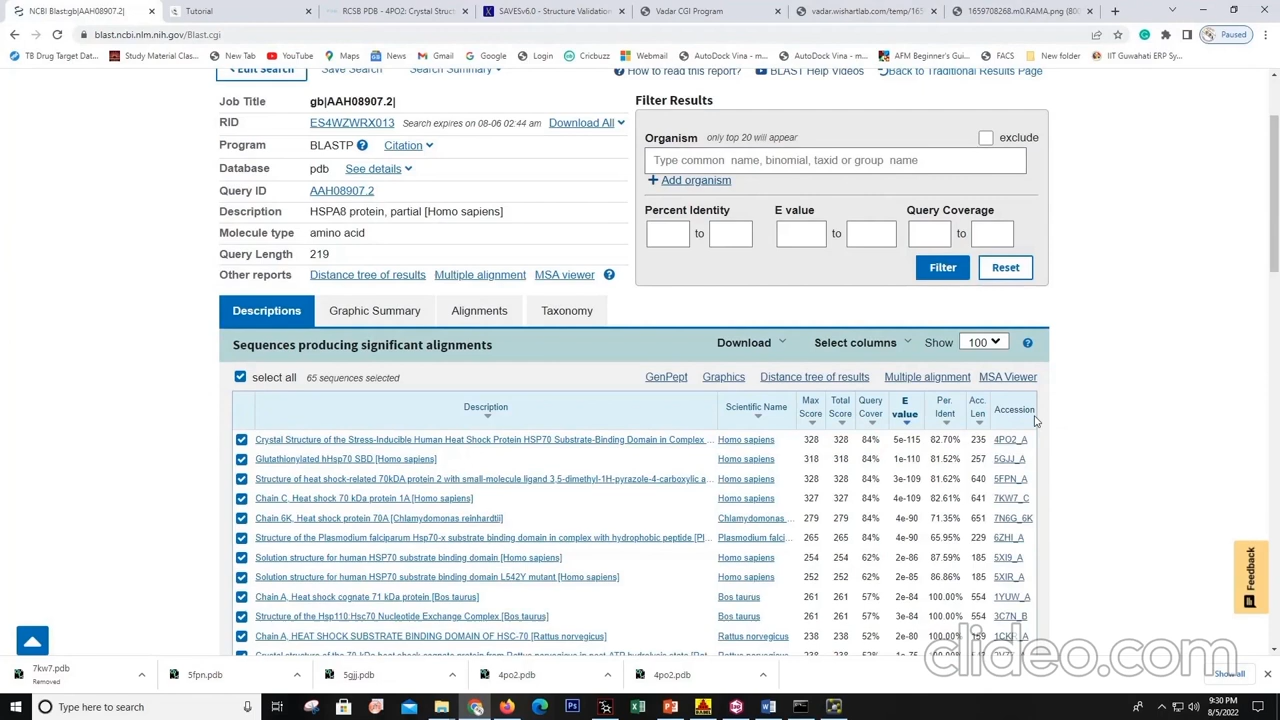 NCBI Blast:gb|AAH08907.2| Tutorial RCSB PDB - 4PO2: Crystal Struct SAVESv6.0 - Structure Validation Vadar CGI Program vadar.wishartlab.com/temp/165 1659708268.m0.RAMA.png (800
blast.ncbi.nlm.nih.gov/Blast.cgi Paused
TB Drug Target Dat... Study Material Class... New Tab YouTube Maps News Gmail Google Login Cricbuzz Webmail AutoDock Vina - m... AutoDock Vina - m... AFM Beginner's Gui... FACS New folder IIT Guwahati ERP Sy...
Edit Search Save Search Search Summary How to read this report? BLAST Help Videos Back to Traditional Results Page
Job Title gb|AAH08907.2|
RID ES4WZWRX013 Search expires on 08-06 02:44 am Download All
Program BLASTP Citation
Database pdb See details
Query ID AAH08907.2
Description HSPA8 protein, partial [Homo sapiens]
Molecule type amino acid
Query Length 219
Other reports Distance tree of results Multiple alignment MSA viewer
Filter Results
Organism only top 20 will appear exclude
Type common name, binomial, taxid or group name
+ Add organism
Percent Identity E value Query Coverage
to to to
Filter Reset
Descriptions Graphic Summary Alignments Taxonomy
Sequences producing significant alignments Download Select columns Show 100
select all 65 sequences selected GenPept Graphics Distance tree of results Multiple alignment MSA Viewer
Description Scientific Name Max Score Total Score Query Cover E value Per. Ident Acc. Len Accession
Crystal Structure of the Stress-Inducible Human Heat Shock Protein HSP70 Substrate-Binding Domain in Complex ... Homo sapiens 328 328 84% 5e-115 82.70% 235 4PO2_A
Glutathionylated hHsp70 SBD [Homo sapiens] Homo sapiens 318 318 84% 1e-110 81.52% 257 5GJJ_A
Structure of heat shock-related 70kDA protein 2 with small-molecule ligand 3,5-dimethyl-1H-pyrazole-4-carboxylic a... Homo sapiens 328 328 84% 3e-109 81.62% 640 5FPN_A
Chain C, Heat shock 70 kDa protein 1A [Homo sapiens] Homo sapiens 327 327 84% 4e-109 82.61% 641 7KW7_C
Chain 6K, Heat shock protein 70A [Chlamydomonas reinhardtii] Chlamydomonas ... 279 279 84% 4e-90 71.35% 651 7N6G_6K
Structure of the Plasmodium falciparum Hsp70-x substrate binding domain in complex with hydrophobic peptide [Pl... Plasmodium falci... 265 265 84% 4e-90 65.95% 229 6ZHI_A
Solution structure for human HSP70 substrate binding domain [Homo sapiens] Homo sapiens 254 254 62% 2e-86 87.59% 185 5XI9_A
Solution structure for human HSP70 substrate binding domain L542Y mutant [Homo sapiens] Homo sapiens 252 252 62% 2e-85 86.86% 185 5XIR_A
Chain A, Heat shock cognate 71 kDa protein [Bos taurus] Bos taurus 261 261 57% 2e-84 100.00% 554 1YUW_A
Structure of the Hsp110:Hsc70 Nucleotide Exchange Complex [Bos taurus] Bos taurus 261 261 57% 3e-84 100.00% 554 3C7N_B
Chain A, HEAT SHOCK SUBSTRATE BINDING DOMAIN OF HSC-70 [Rattus norvegicus] Rattus norvegicus 238 238 52% 2e-80 100.00% 159 1CKR_A
Feedback
clideo.com
7kw7.pdb Removed 5fpn.pdb 5gjj.pdb 4po2.pdb 4po2.pdb Show all
Type here to search
9:30 PM
8/5/2022